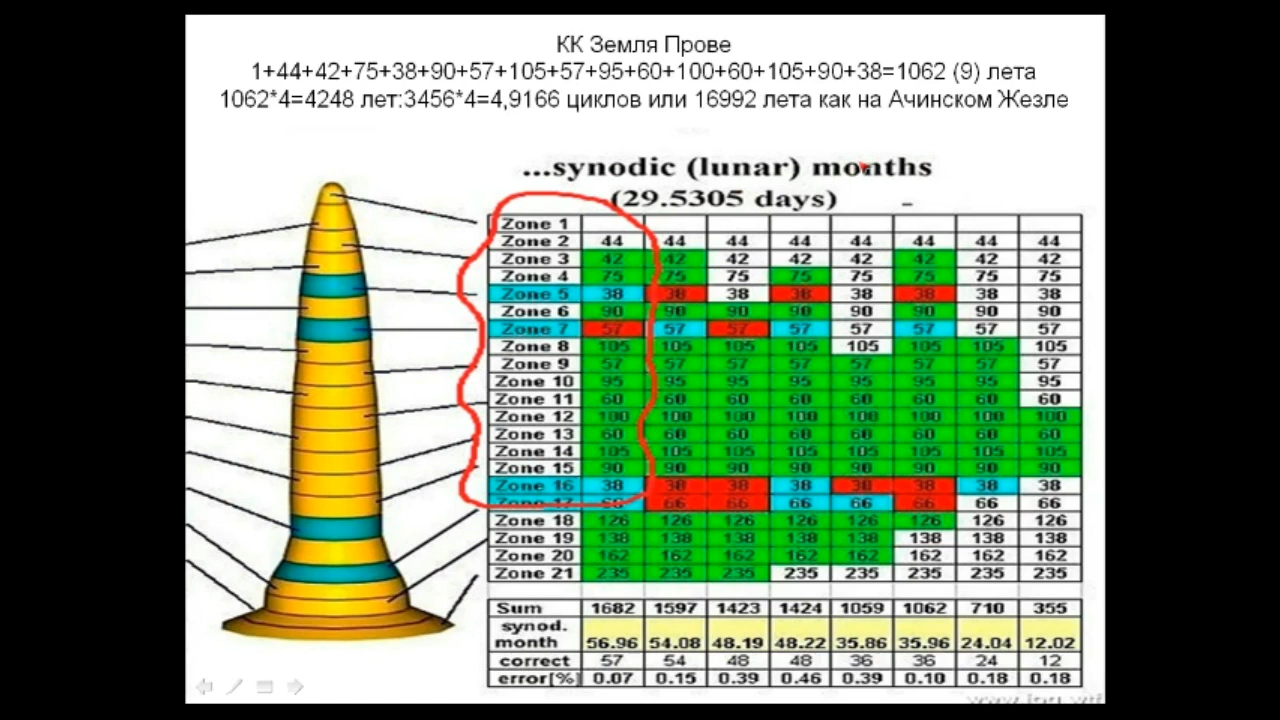 КК Земля Прове
1+44+42+75+38+90+57+105+57+95+60+100+60+105+90+38=1062 (9) лета
1062*4=4248 лет:3456*4=4,9166 циклов или 16992 лета как на Ачинском Жезле
...synodic (lunar) months
(29.5305 days)
Zone 1
Zone 2 44 44 44 44 44 44 44 44
Zone 3 42 42 42 42 42 42 42 42
Zone 4 75 75 75 75 75 75 75 75
Zone 5 38 38 38 38 38 38 38 38
Zone 6 90 90 90 90 90 90 90 90
Zone 7 57 57 57 57 57 57 57 57
Zone 8 105 105 105 105 105 105 105 105
Zone 9 57 57 57 57 57 57 57 57
Zone 10 95 95 95 95 95 95 95 95
Zone 11 60 60 60 60 60 60 60 60
Zone 12 100 100 100 100 100 100 100 100
Zone 13 60 60 60 60 60 60 60 60
Zone 14 105 105 105 105 105 105 105 105
Zone 15 90 90 90 90 90 90 90 90
Zone 16 38 38 38 38 38 38 38 38
Zone 17 66 66 66 66 66 66 66 66
Zone 18 126 126 126 126 126 126 126 126
Zone 19 138 138 138 138 138 138 138 138
Zone 20 162 162 162 162 162 162 162 162
Zone 21 235 235 235 235 235 235 235 235
Sum 1682 1597 1423 1424 1059 1062 710 355
synod.
month 56.96 54.08 48.19 48.22 35.86 35.96 24.04 12.02
correct 57 54 48 48 36 36 24 12
error[%] 0.07 0.15 0.39 0.46 0.39 0.10 0.18 0.18